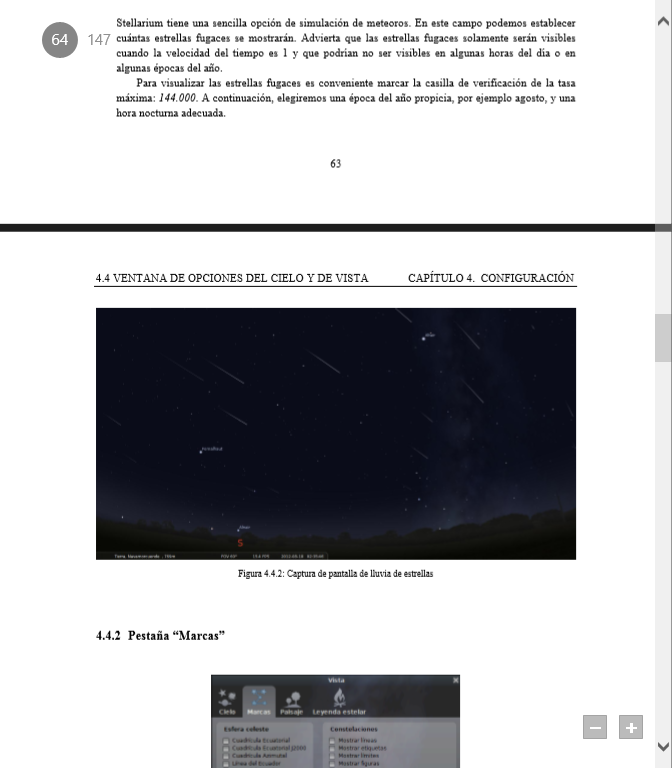 Stellarium tiene una sencilla opción de simulación de meteoros. En este campo podemos establecer
64 147 cuántas estrellas fugaces se mostrarán. Advierta que las estrellas fugaces solamente serán visibles
cuando la velocidad del tiempo es 1 y que podrían no ser visibles en algunas horas del día o en
algunas épocas del año.
Para visualizar las estrellas fugaces es conveniente marcar la casilla de verificación de la tasa
máxima: 144.000. A continuación, elegiremos una época del año propicia, por ejemplo agosto, y una
hora nocturna adecuada.
63
4.4 VENTANA DE OPCIONES DEL CIELO Y DE VISTA CAPÍTULO 4. CONFIGURACIÓN
S
Figura 4.4.2: Captura de pantalla de lluvia de estrellas
4.4.2 Pestaña “Marcas”
Vista
Cielo Marcas Paisaje Leyenda estelar
Esfera celeste Constelaciones
Cuadrícula Ecuatorial Mostrar líneas
Cuadrícula Ecuatorial J2000 Mostrar etiquetas
Cuadrícula Azimutal Mostrar límites
Línea del Ecuador Mostrar figuras